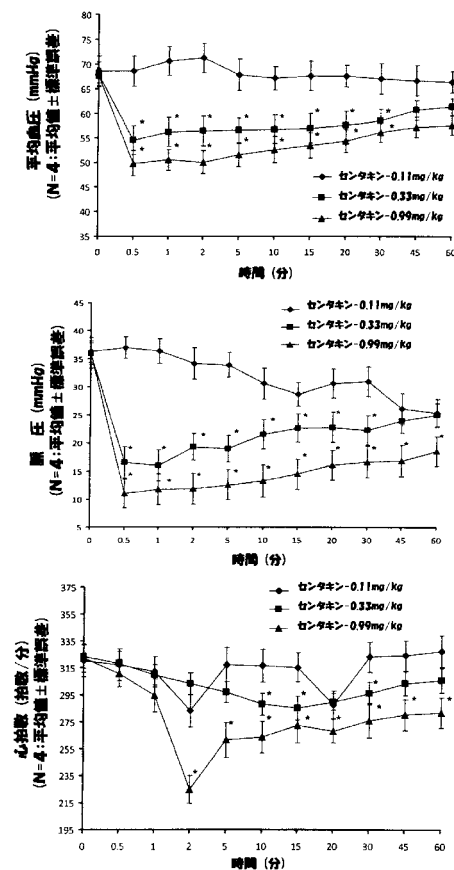 平均血圧 (mmHg)
(N=4:平均値±標準誤差)
80
75
70
65
60
55
50
45
40
35
センタキン-0.11mg/kg
センタキン-0.33mg/kg
センタキン-0.99mg/kg
0 0.5 1 2 5 10 15 20 30 45 60
時間 (分)
脈 圧 (mmHg)
(N=4:平均値±標準誤差)
45
40
35
30
25
20
15
10
5
センタキン-0.11mg/kg
センタキン-0.33mg/kg
センタキン-0.99mg/kg
0 0.5 1 2 5 10 15 20 30 45 60
時間 (分)
心拍数 (拍数/分)
(N=4:平均値±標準誤差)
375
355
335
315
295
275
255
235
215
195
センタキン-0.11mg/kg
センタキン-0.33mg/kg
センタキン-0.99mg/kg
0 0.5 1 2 5 10 15 20 30 45 60
時間 (分)